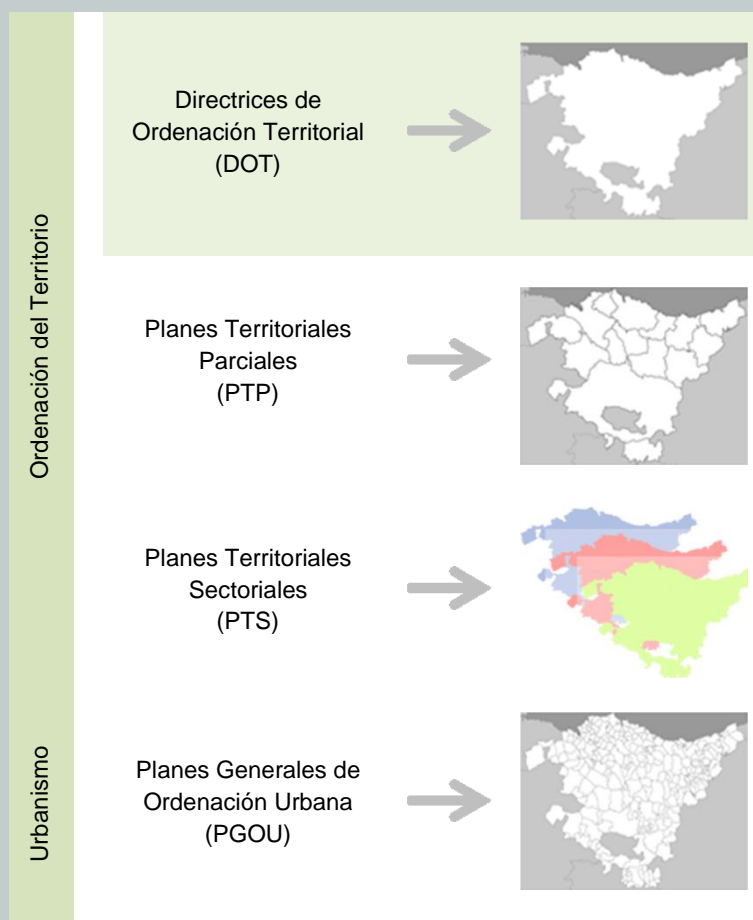 Ordenación del Territorio
Directrices de
Ordenación Territorial
(DOT)
Planes Territoriales
Parciales
(PTP)
Planes Territoriales
Sectoriales
(PTS)
Urbanismo
Planes Generales de
Ordenación Urbana
(PGOU)